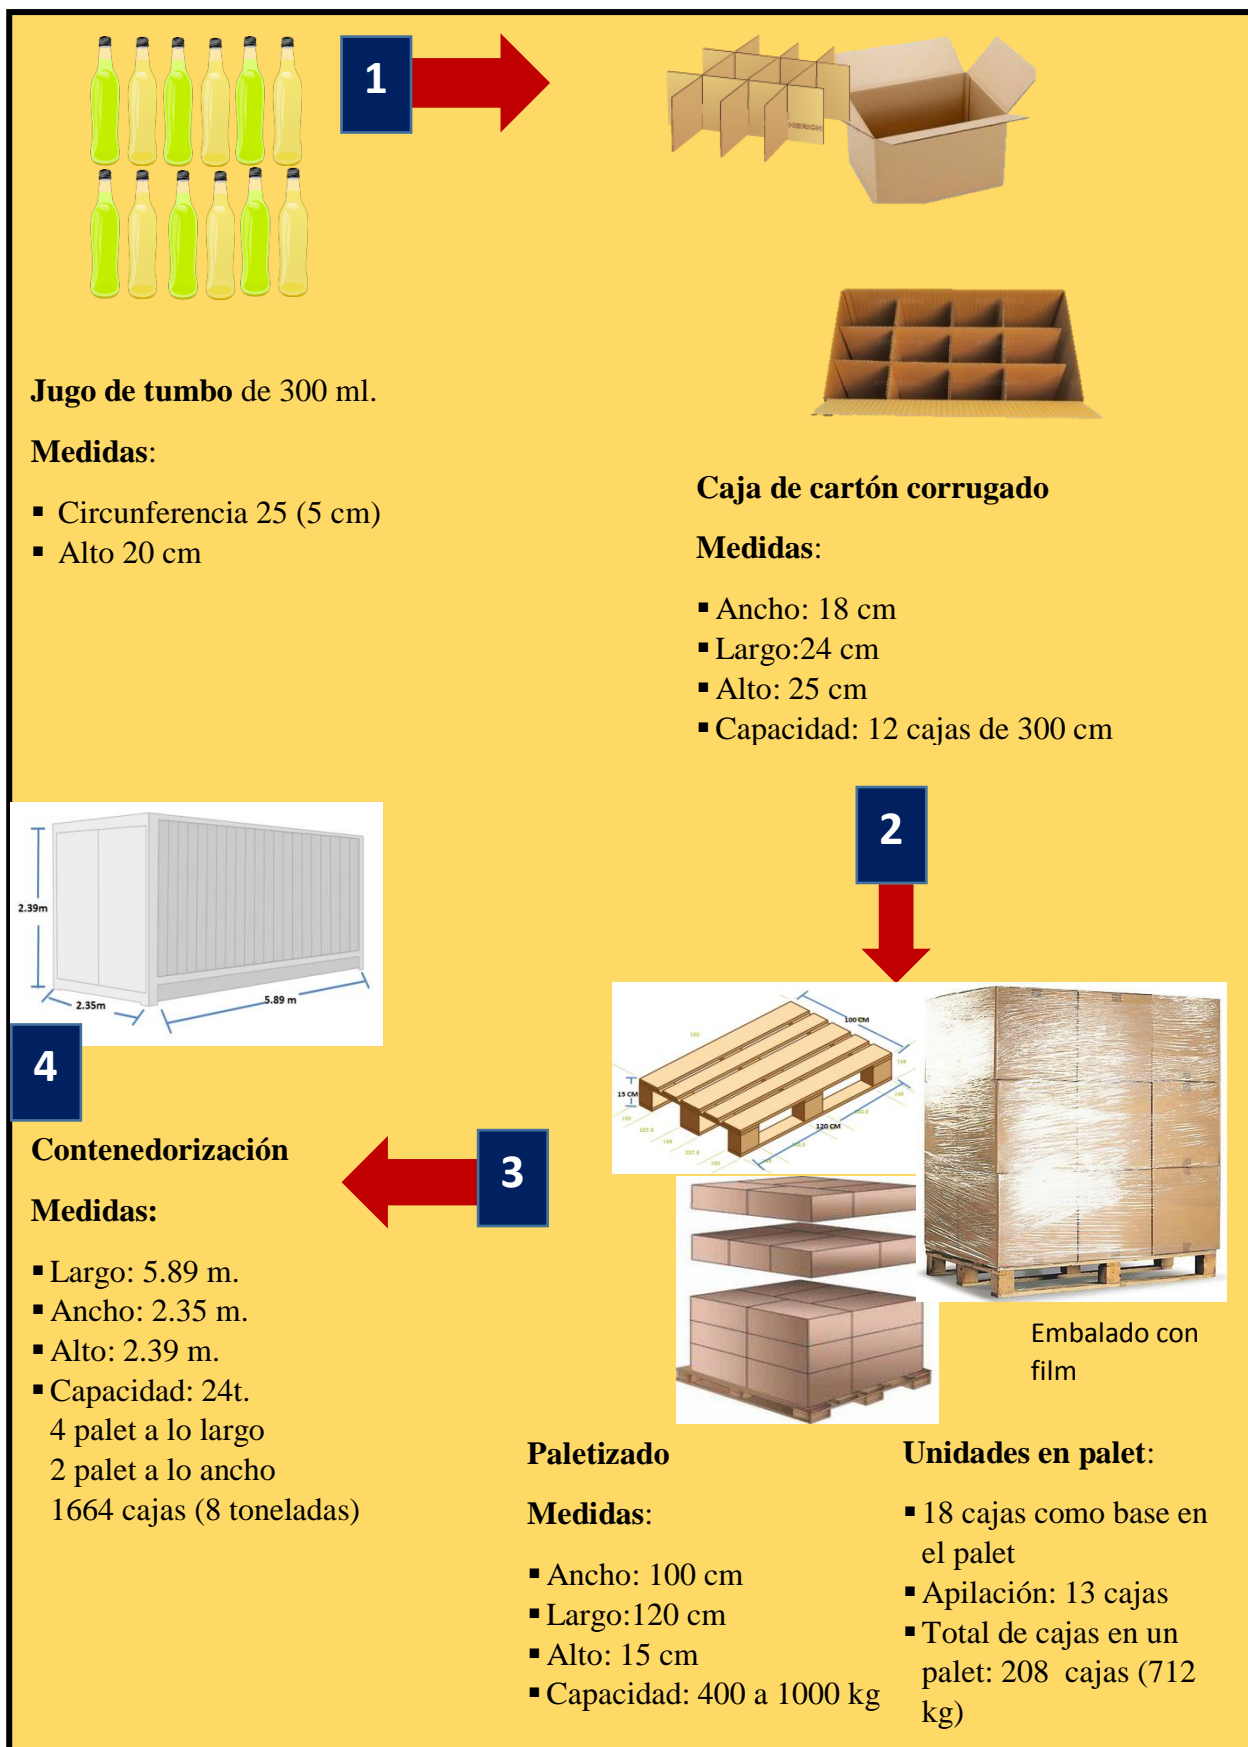 1
Jugo de tumbo de 300 ml.
Medidas:
▪ Circunferencia 25 (5 cm)
▪ Alto 20 cm
Caja de cartón corrugado
Medidas:
▪ Ancho: 18 cm
▪ Largo:24 cm
▪ Alto: 25 cm
▪ Capacidad: 12 cajas de 300 cm
2
100 CM
15 CM
120 CM
Embalado con
film
Paletizado
Medidas:
▪ Ancho: 100 cm
▪ Largo:120 cm
▪ Alto: 15 cm
▪ Capacidad: 400 a 1000 kg
Unidades en palet:
▪ 18 cajas como base en
el palet
▪ Apilación: 13 cajas
▪ Total de cajas en un
palet: 208 cajas (712
kg)
3
2.39m
2.35m
5.89 m
4
Contenedorización
Medidas:
▪ Largo: 5.89 m.
▪ Ancho: 2.35 m.
▪ Alto: 2.39 m.
▪ Capacidad: 24t.
4 palet a lo largo
2 palet a lo ancho
1664 cajas (8 toneladas)